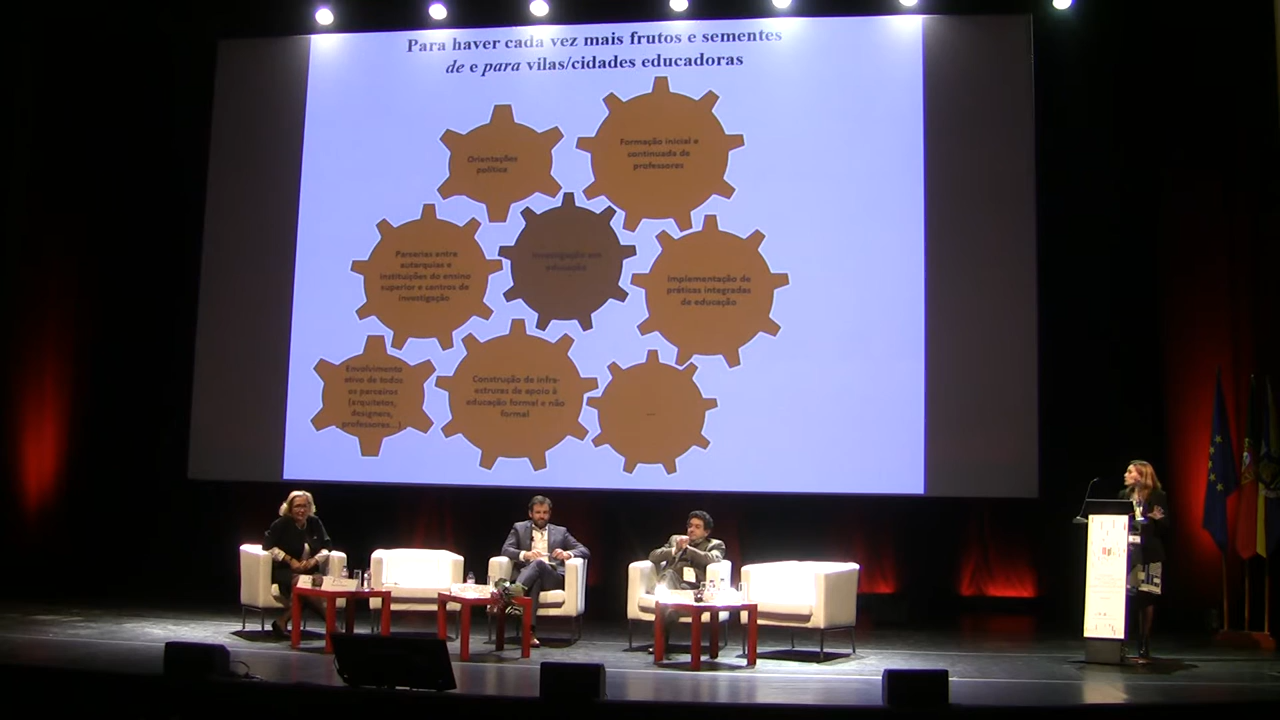 Para haver cada vez mais frutos e sementes
de e para vilas/cidades educadoras
Orientações
política
Formação inicial e
continuada de
professores
Parcerias entre
autarquias e
instituições do ensino
superior e centros de
investigação
Investigação em
educação
Implementação de
práticas integradas
de educação
Envolvimento
ativo de todos
os parceiros
(arquitetos,
designers,
professores...)
Construção de infra-
estruras de apoio à
educação formal e não
formal
...